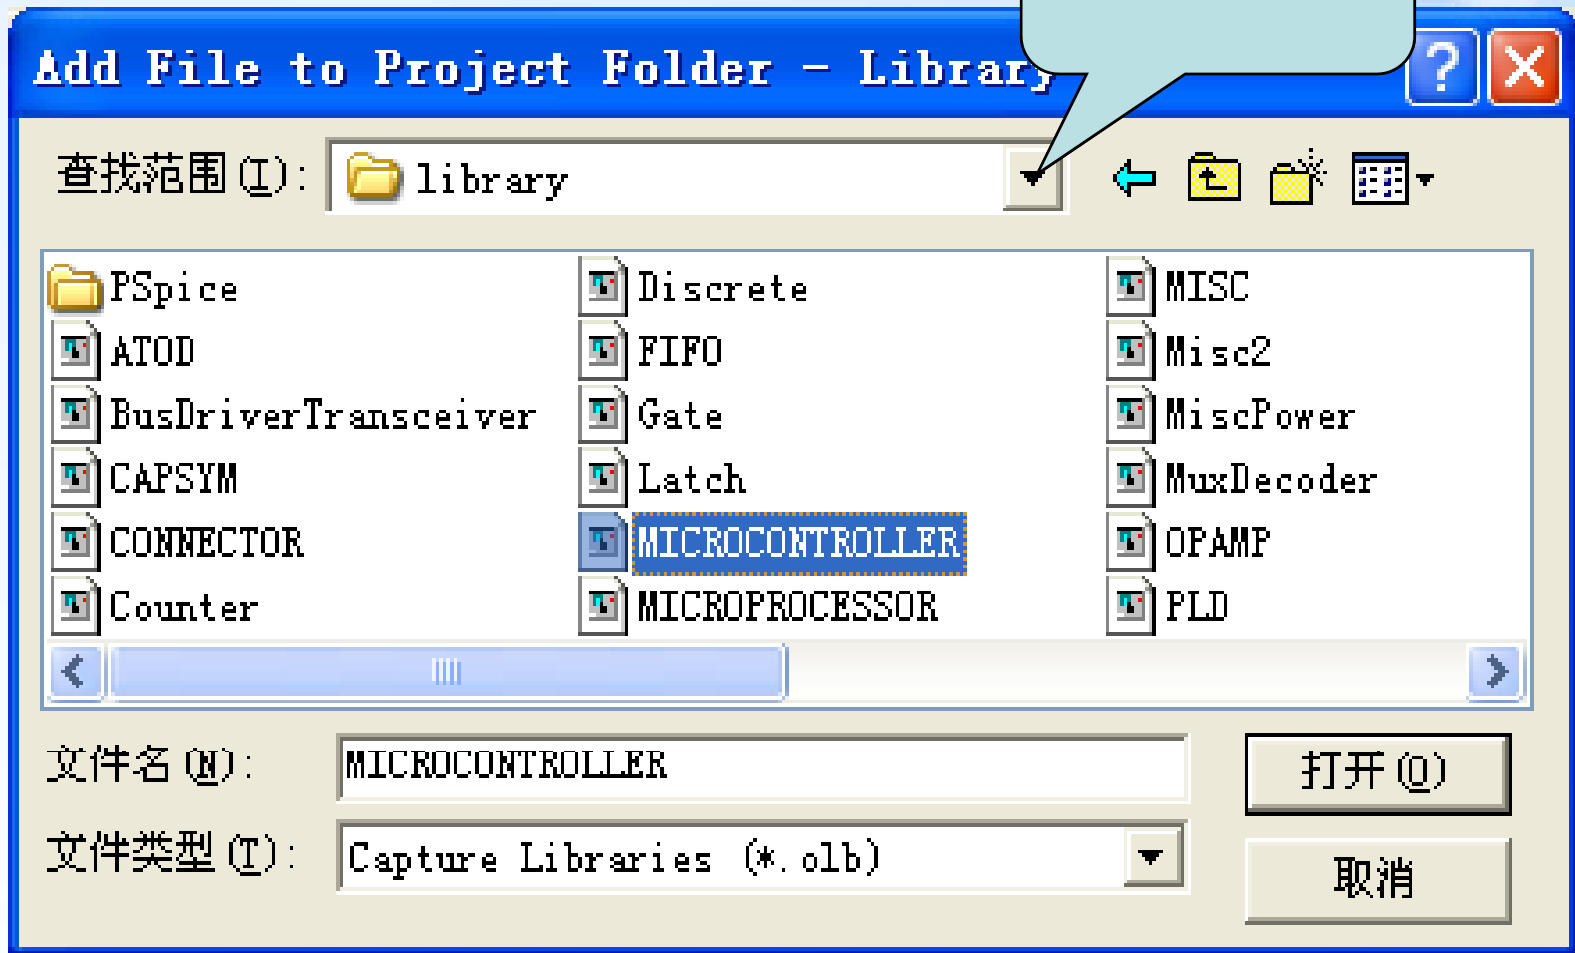 Add File to Project Folder - Library
查找范围(I): library
PSpice Discrete MISC
ATOD FIFO Misc2
BusDriverTransceiver Gate MiscPower
CAPSYM Latch MuxDecoder
CONNECTOR MICROCONTROLLER OPAMP
Counter MICROPROCESSOR PLD
文件名(N): MICROCONTROLLER 打开(O)
文件类型(T): Capture Libraries (*.olb) 取消